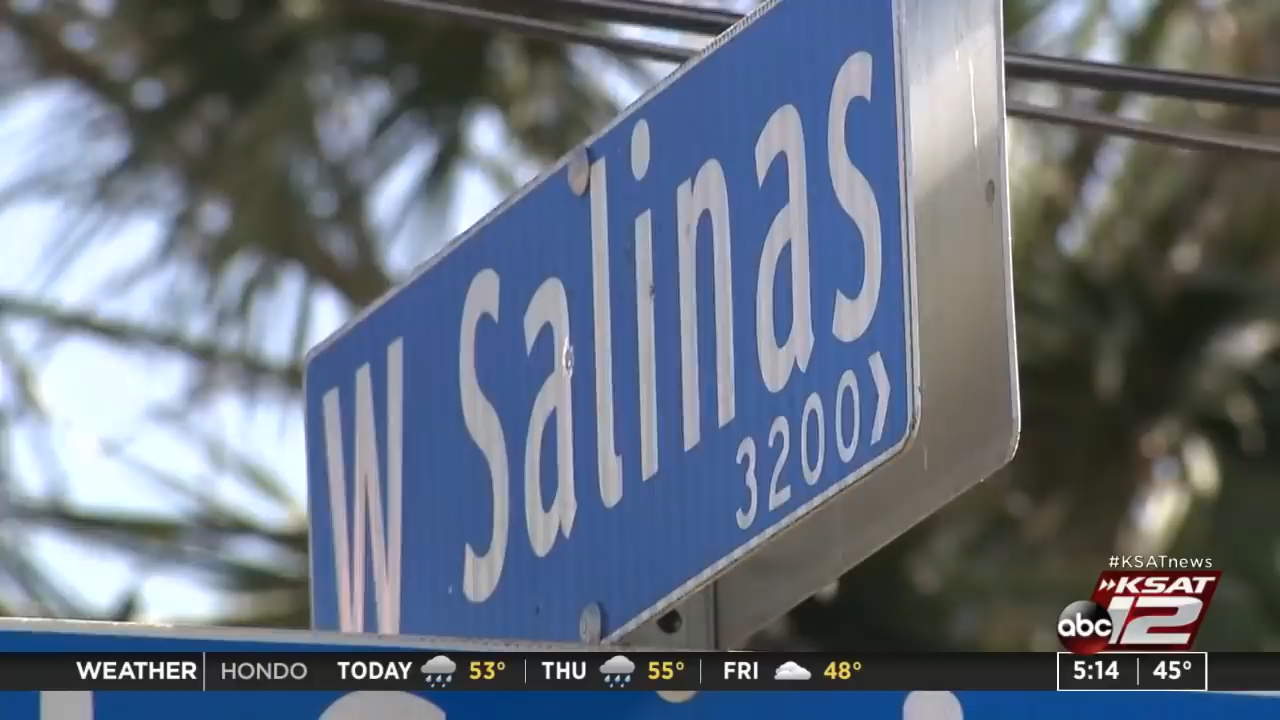 W Salinas
3200>
#KSATnews
»KSAT
abc 12
WEATHER HONDO TODAY 53° THU 55° FRI 48° 5:14 45°